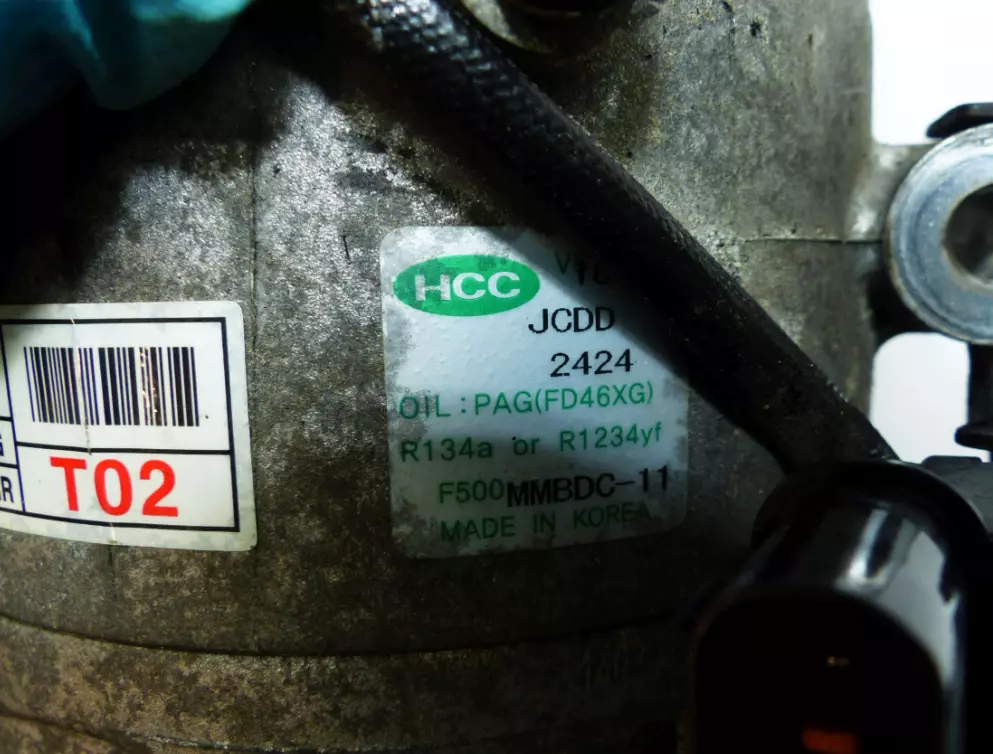 HCC
JCDD
2424
OIL : PAG(FD46XG)
R134a or R1234yf
F500MMBDC-11
MADE IN KOREA
T02